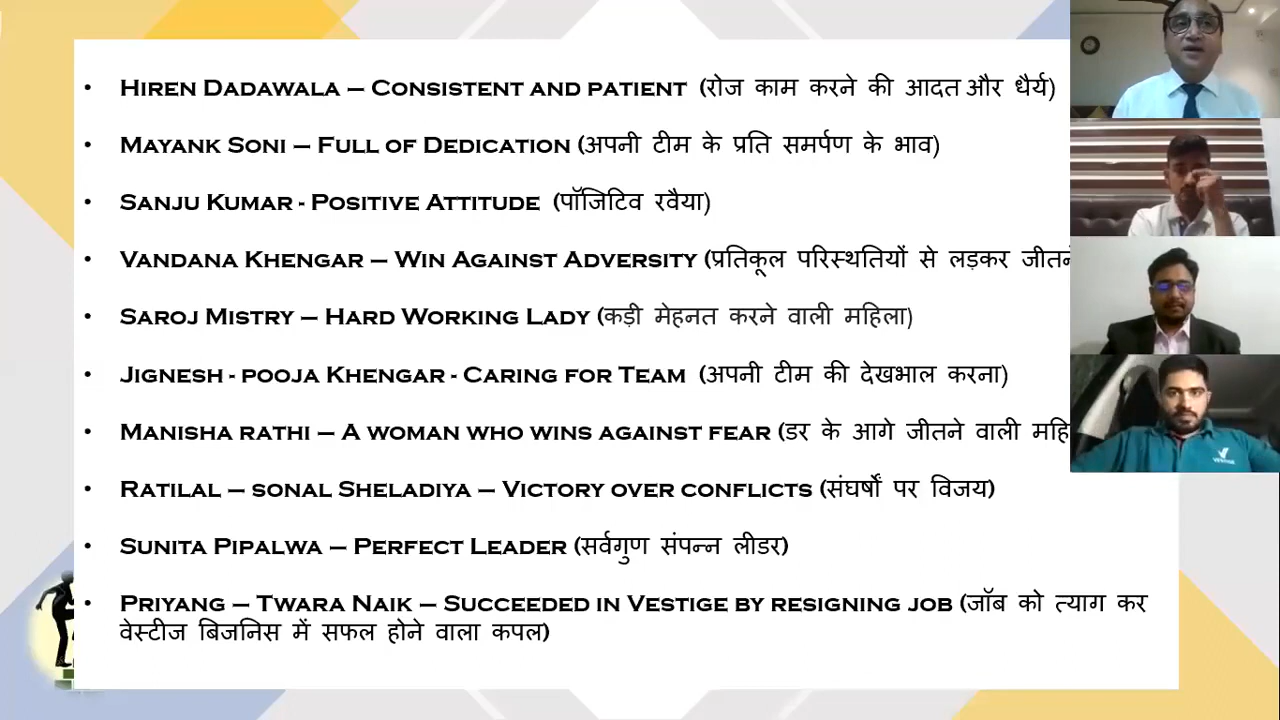 • Hiren Dadawala – Consistent and patient (रोज काम करने की आदत और धैर्य)
• Mayank Soni – Full of Dedication (अपनी टीम के प्रति समर्पण के भाव)
• Sanju Kumar - Positive Attitude (पॉजिटिव रवैया)
• Vandana Khengar – Win Against Adversity (प्रतिकूल परिस्थतियों से लड़कर
• Saroj Mistry – Hard Working Lady (कड़ी मेहनत करने वाली महिला)
• Jignesh - pooja Khengar - Caring for Team (अपनी टीम की देखभाल करना)
• Manisha rathi – A woman who wins against fear (डर के आगे जीतने वाली
• Ratilal – sonal Sheladiya – Victory over conflicts (संघर्षों पर विजय)
• Sunita Pipalwa – Perfect Leader (सर्वगुण संपन्न लीडर)
• Priyang – Twara Naik – Succeeded in Vestige by resigning job (जॉब को त्याग कर
वेस्टीज बिजनिस में सफल होने वाला कपल)